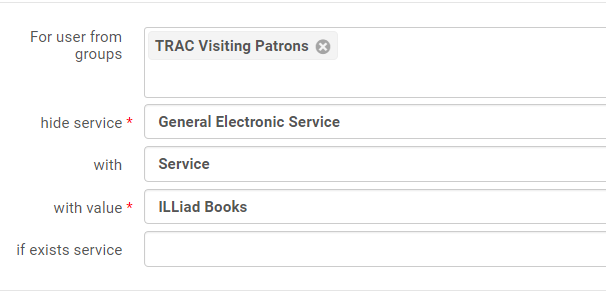 For user from
groups
TRAC Visiting Patrons
hide service * General Electronic Service
with Service
with value * ILLiad Books
if exists service